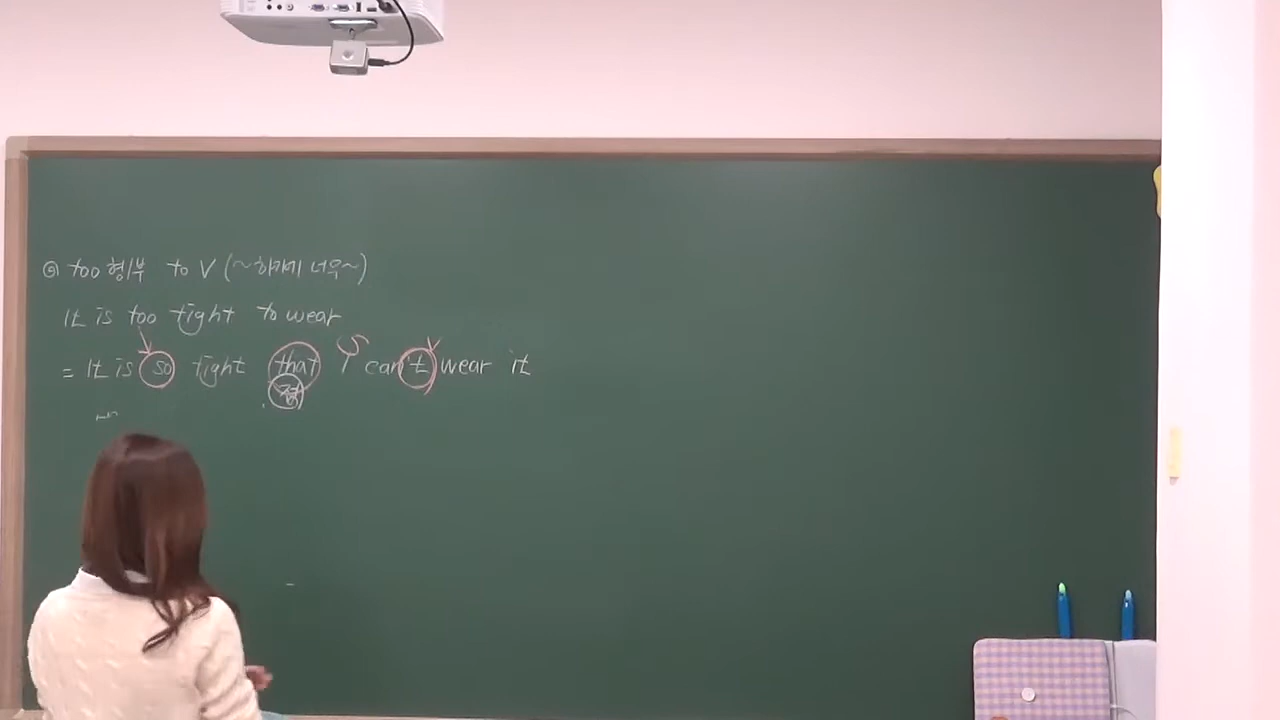 ◎ too 형/부 to V (~하기에 너무~)
It is too tight to wear
= It is so tight that I can't wear it
S